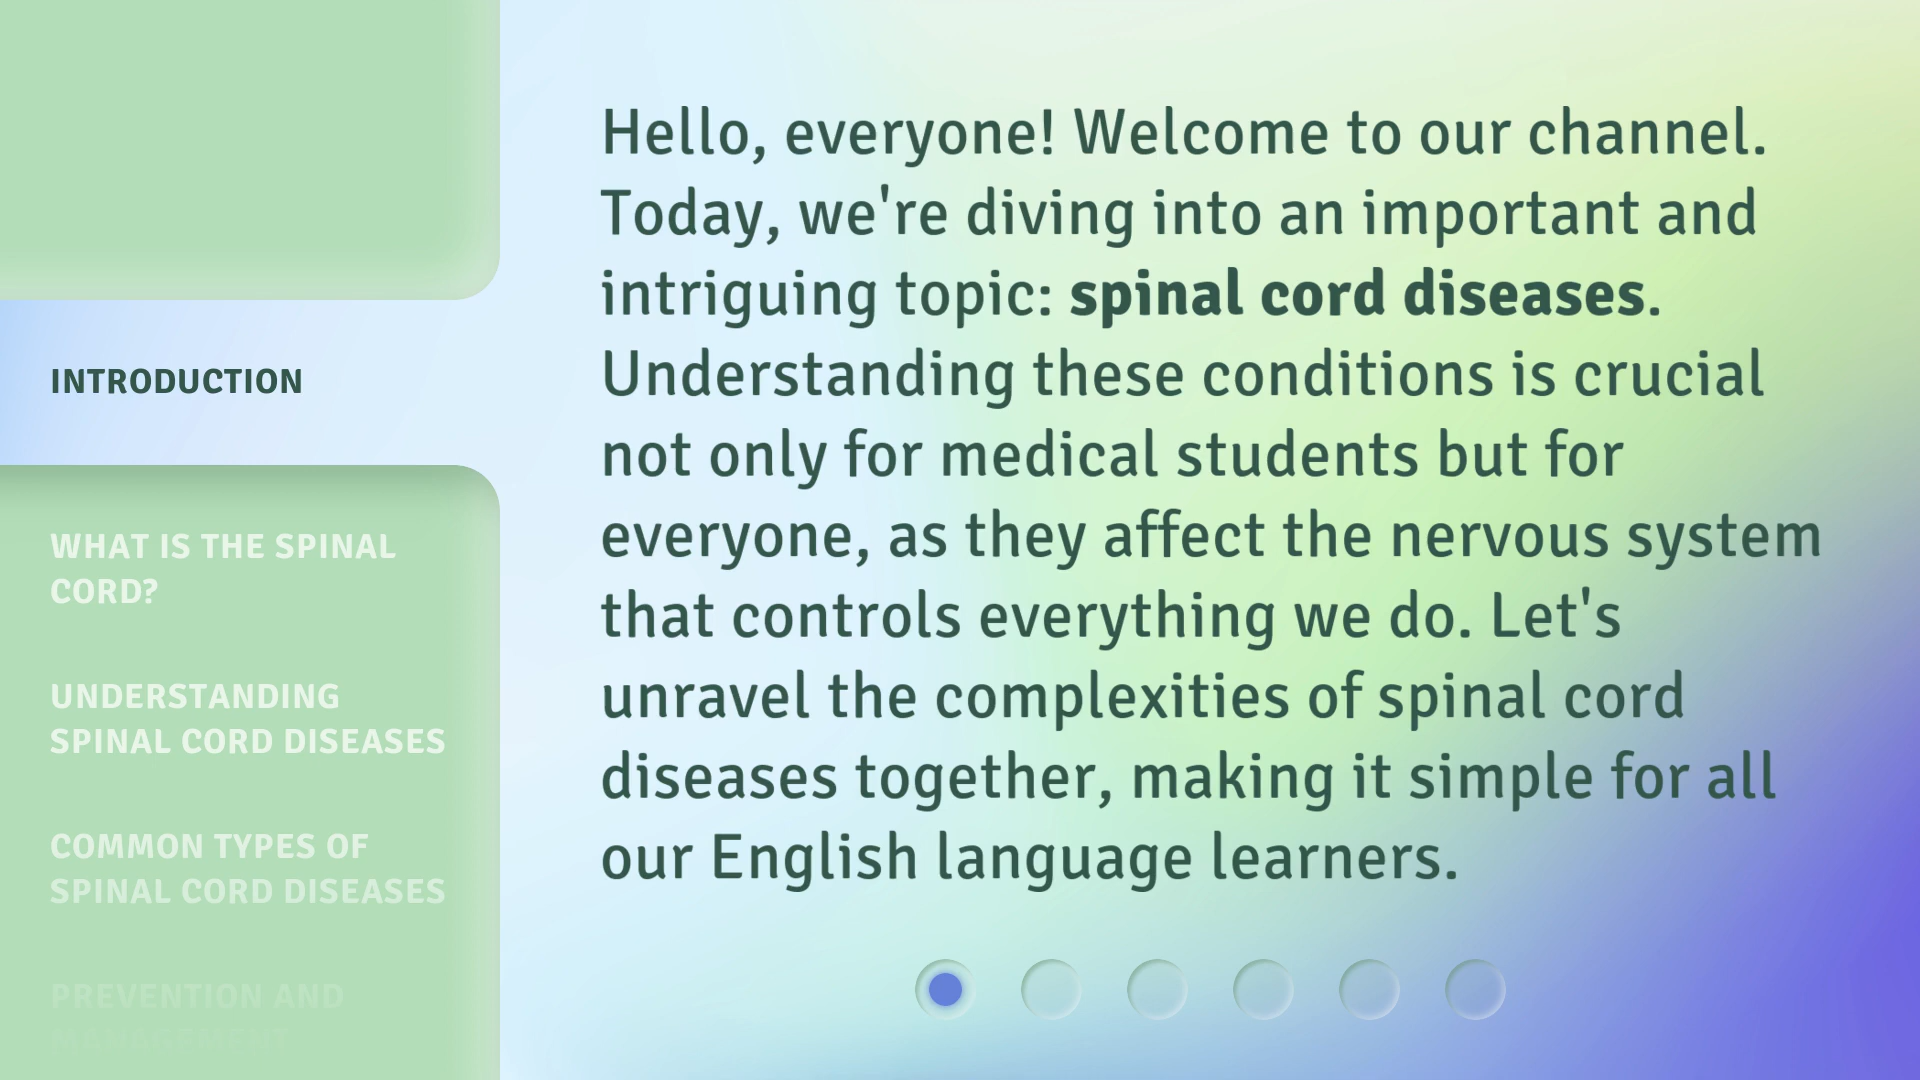 INTRODUCTION
WHAT IS THE SPINAL
CORD?
UNDERSTANDING
SPINAL CORD DISEASES
COMMON TYPES OF
SPINAL CORD DISEASES
PREVENTION AND
MANAGEMENT
Hello, everyone! Welcome to our channel.
Today, we're diving into an important and
intriguing topic: spinal cord diseases.
Understanding these conditions is crucial
not only for medical students but for
everyone, as they affect the nervous system
that controls everything we do. Let's
unravel the complexities of spinal cord
diseases together, making it simple for all
our English language learners.